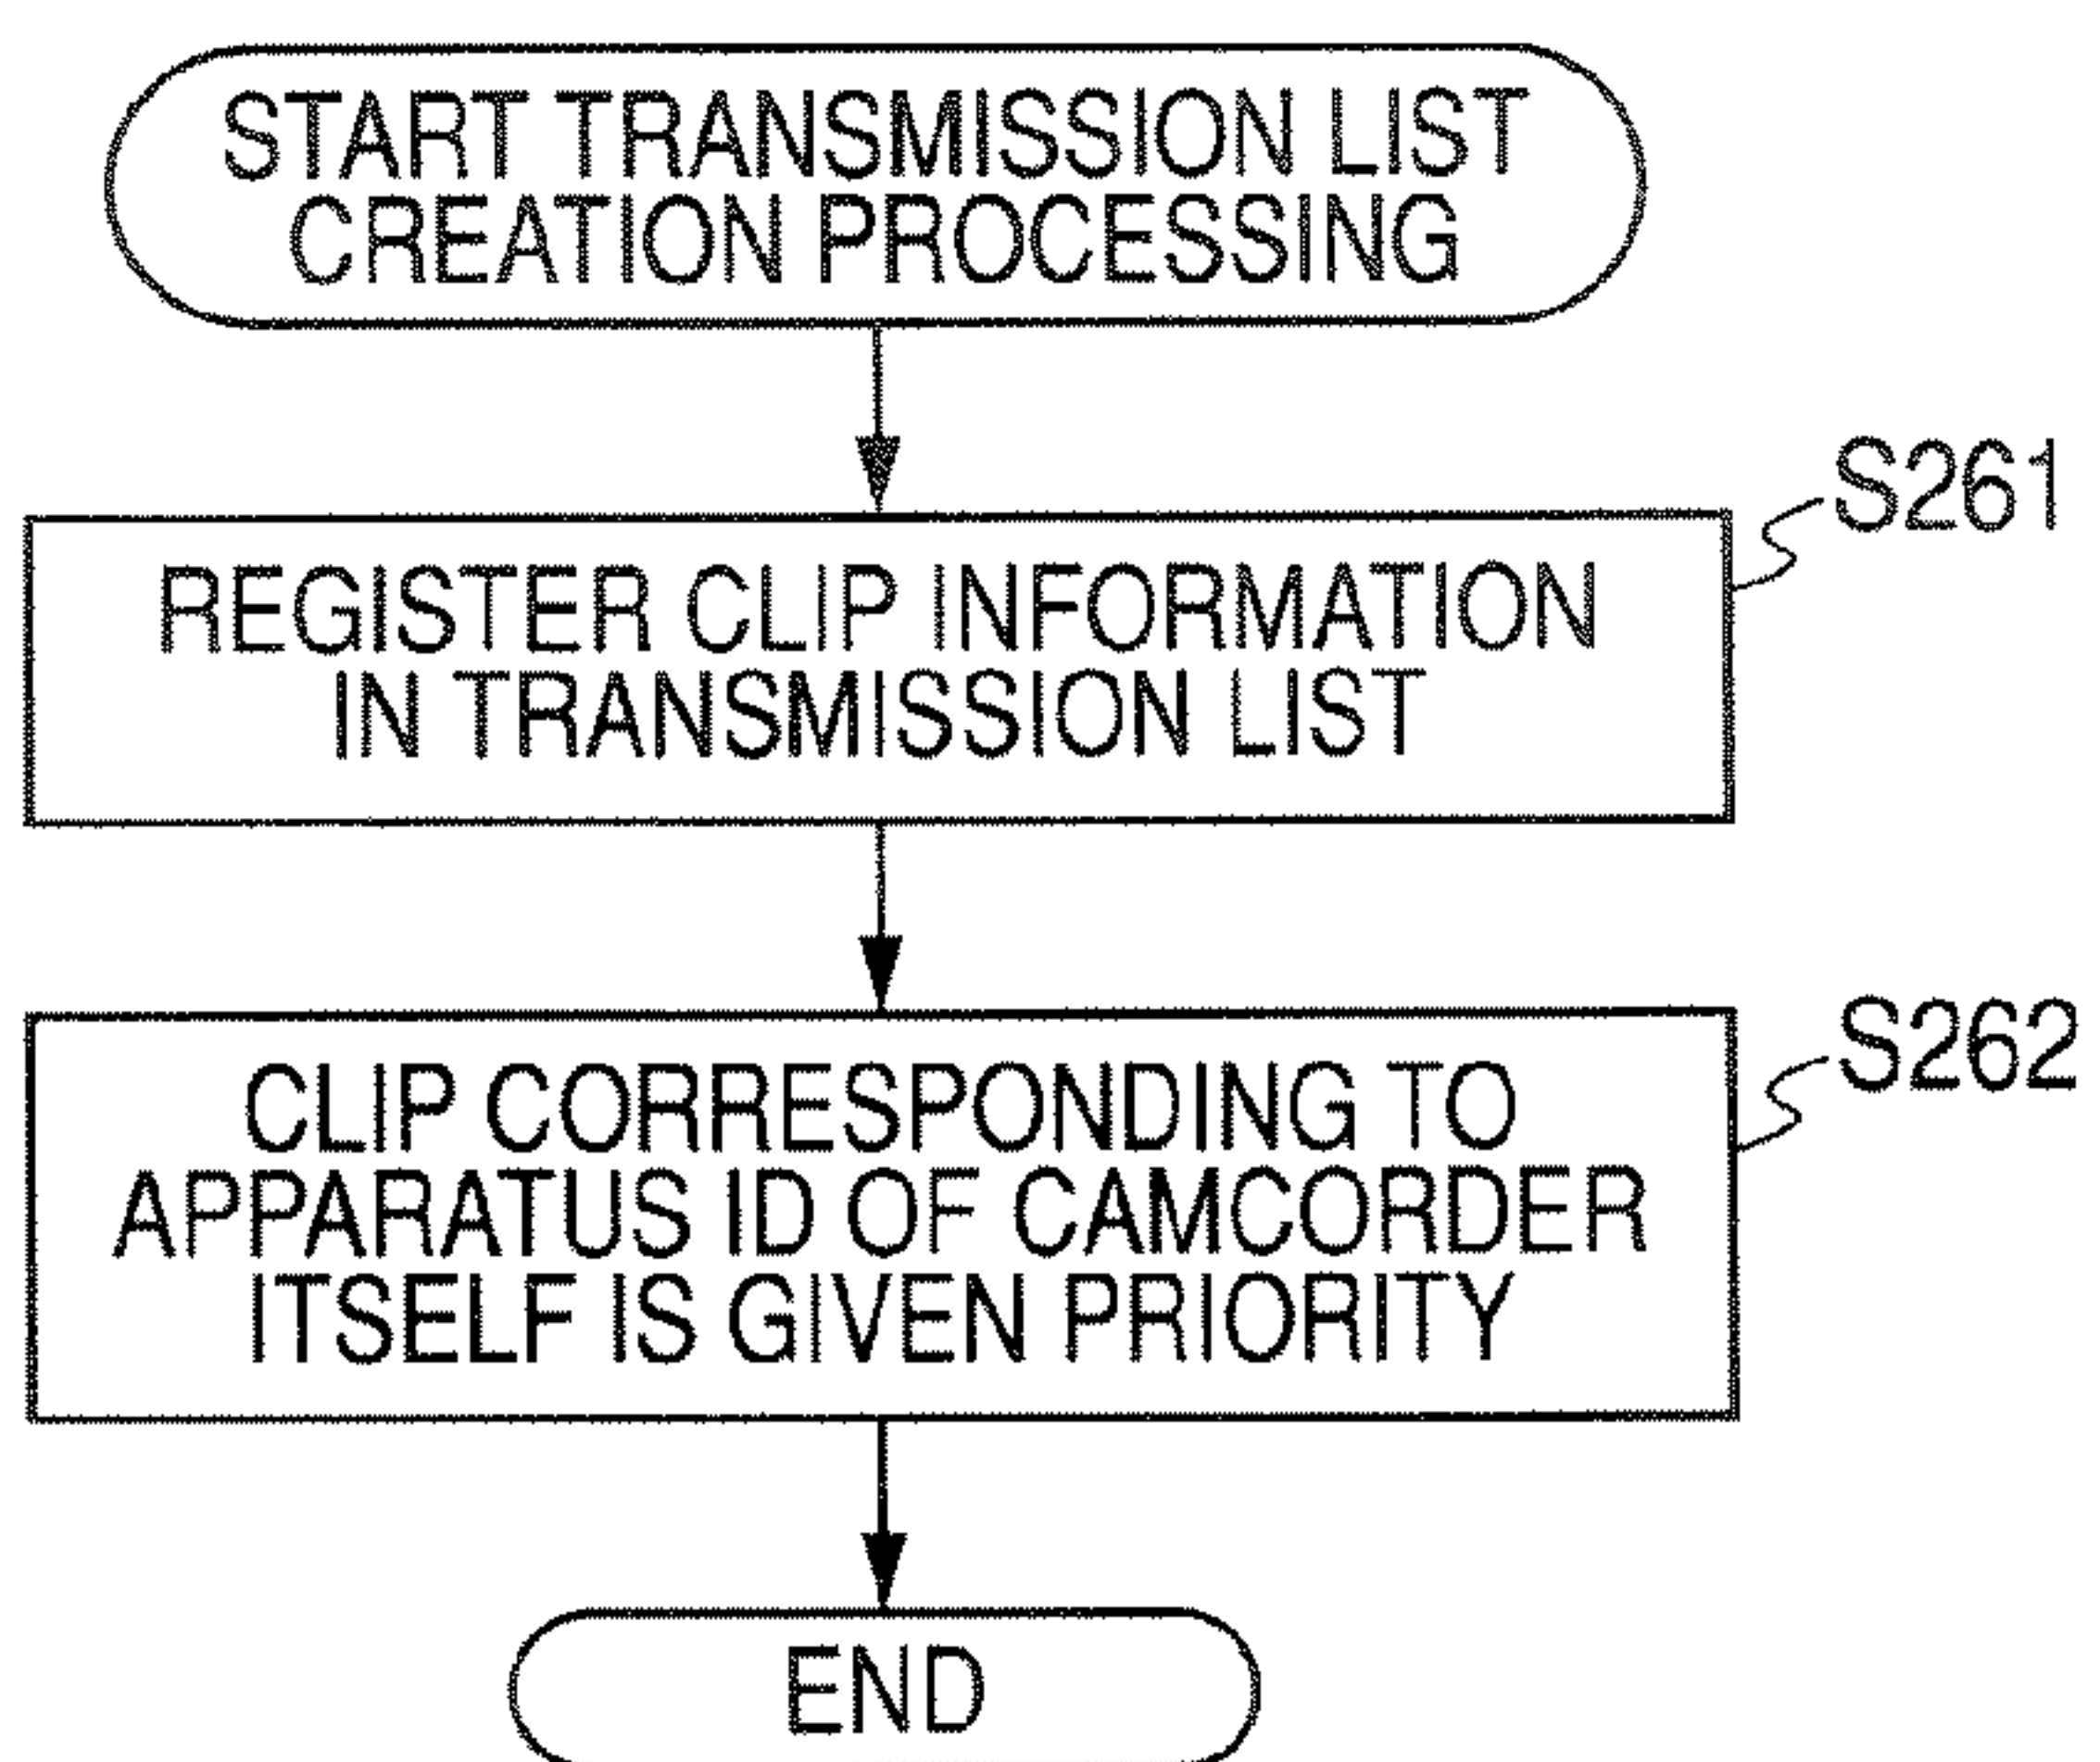 START TRANSMISSION LIST
CREATION PROCESSING
S261
REGISTER CLIP INFORMATION
IN TRANSMISSION LIST
S262
CLIP CORRESPONDING TO
APPARATUS ID OF CAMCORDER
ITSELF IS GIVEN PRIORITY
END